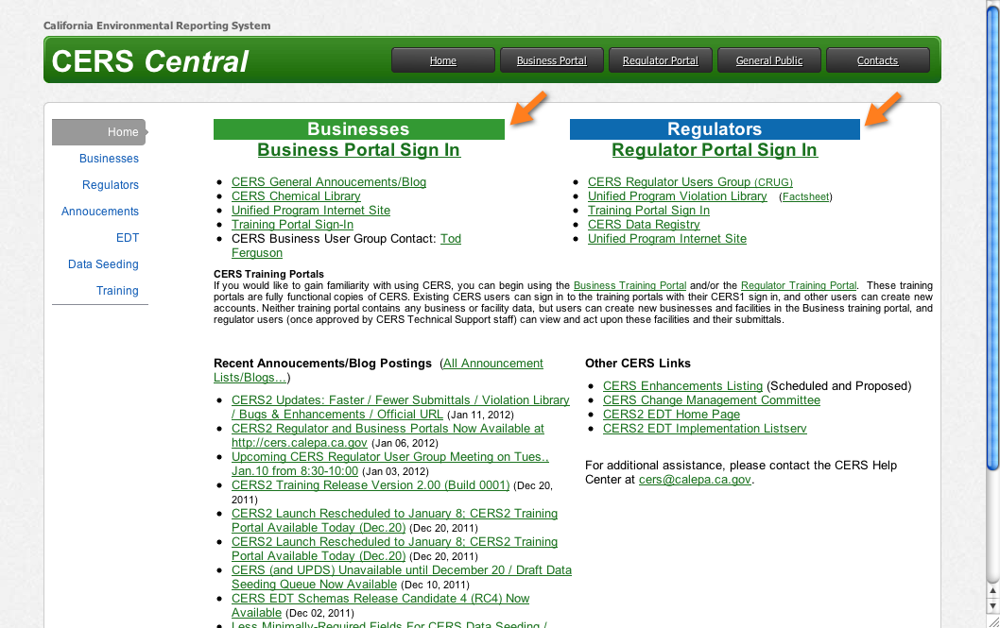 California Environmental Reporting System
CERS Central
Home
Business Portal
Regulator Portal
General Public
Contacts
Home
Businesses
Regulators
Annoucements
EDT
Data Seeding
Training
Businesses
Business Portal Sign In
CERS General Annoucements/Blog
CERS Chemical Library
Unified Program Internet Site
Training Portal Sign-In
CERS Business User Group Contact: Tod
Ferguson
Regulators
Regulator Portal Sign In
CERS Regulator Users Group (CRUG)
Unified Program Violation Library (Factsheet)
Training Portal Sign In
CERS Data Registry
Unified Program Internet Site
CERS Training Portals
If you would like to gain familiarity with using CERS, you can begin using the Business Training Portal and/or the Regulator Training Portal. These training
portals are fully functional copies of CERS. Existing CERS users can sign in to the training portals with their CERS1 sign in, and other users can create new
accounts. Neither training portal contains any business or facility data, but users can create new businesses and facilities in the Business training portal, and
regulator users (once approved by CERS Technical Support staff) can view and act upon these facilities and their submittals.
Recent Annoucements/Blog Postings (All Announcement
Lists/Blogs...)
CERS2 Updates: Faster / Fewer Submittals / Violation Library
/ Bugs & Enhancements / Official URL (Jan 11, 2012)
CERS2 Regulator and Business Portals Now Available at
http://cers.calepa.ca.gov (Jan 06, 2012)
Upcoming CERS Regulator User Group Meeting on Tues.,
Jan.10 from 8:30-10:00 (Jan 03, 2012)
CERS2 Training Release Version 2.00 (Build 0001) (Dec 20,
2011)
CERS2 Launch Rescheduled to January 8; CERS2 Training
Portal Available Today (Dec.20) (Dec 20, 2011)
CERS2 Launch Rescheduled to January 8; CERS2 Training
Portal Available Today (Dec.20) (Dec 20, 2011)
CERS (and UPDS) Unavailable until December 20 / Draft Data
Seeding Queue Now Available (Dec 10, 2011)
CERS EDT Schemas Release Candidate 4 (RC4) Now
Available (Dec 02, 2011)
Less Minimally-Required Fields For CERS Data Seeding /
Other CERS Links
CERS Enhancements Listing (Scheduled and Proposed)
CERS Change Management Committee
CERS2 EDT Home Page
CERS2 EDT Implementation Listserv
For additional assistance, please contact the CERS Help
Center at cers@calepa.ca.gov.